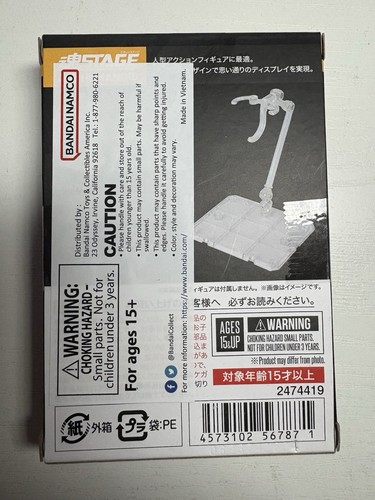 魂STAGE
人型アクションフィギュアに最適。
デザインで思い通りのディスプレイを実現。
BANDAI NAMCO
Distributed by :
Bandai Namco Toys & Collectibles America Inc.
23 Odyssey, Irvine, California 92618 Tel.: 1-877-980-6221
CAUTION
• Please handle with care and store out of the reach of
children younger than 15 years old.
• This product may contain small parts. May be harmful if
swallowed.
• This product may contain parts that have sharp points and
edges. Please handle it carefully to avoid getting injured.
• Color, style and decoration may vary.
Made in Vietnam.
WARNING:
CHOKING HAZARD -
Small parts. Not for
children under 3 years.
For ages 15+
@BandaiCollect
For more information: https://www.bandai.com/
ィギュアは付属しません。※画像はイメージです。
客様へ 必ずお読みください。
AGES
15&UP
WARNING
CHOKING HAZARD SMALL PARTS.
NOT FOR CHILDREN UNDER 3 YEARS.
※Product may differ from photo.
対象年齢15才以上
2474419
紙 外箱 プラ 袋:PE
4573102 56787 1